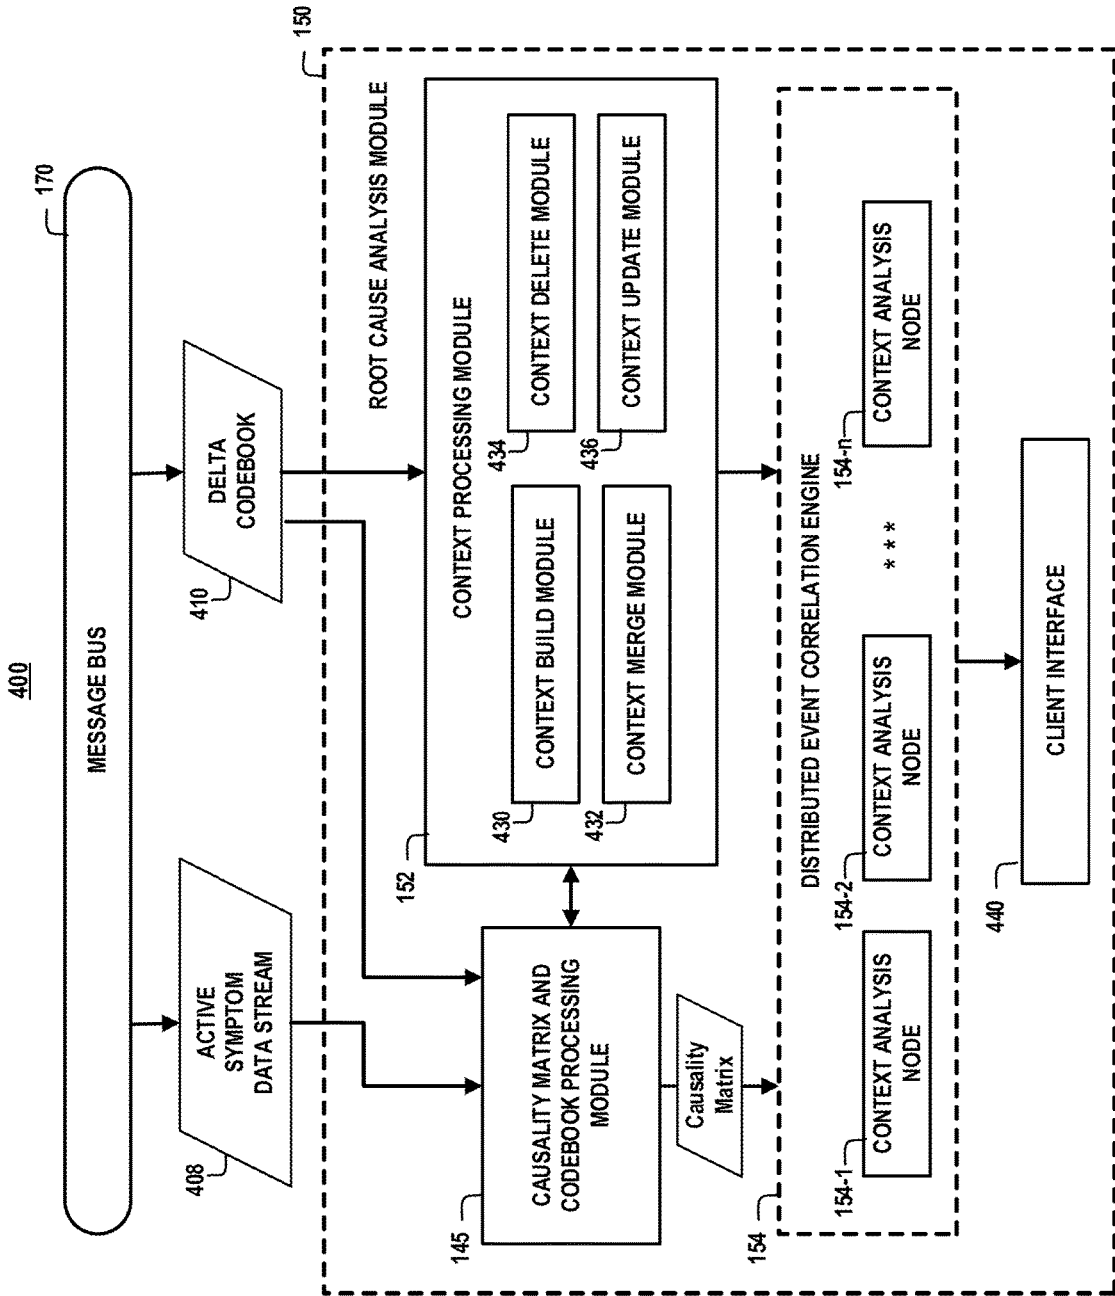 400
170
MESSAGE BUS
408
ACTIVE
SYMPTOM
DATA STREAM
410
DELTA
CODEBOOK
150
ROOT CAUSE ANALYSIS MODULE
145
CAUSALITY MATRIX AND
CODEBOOK PROCESSING
MODULE
152
CONTEXT PROCESSING MODULE
430
CONTEXT BUILD MODULE
434
CONTEXT DELETE MODULE
432
CONTEXT MERGE MODULE
436
CONTEXT UPDATE MODULE
Causality
Matrix
154
DISTRIBUTED EVENT CORRELATION ENGINE
154-1
CONTEXT ANALYSIS
NODE
154-2
CONTEXT ANALYSIS
NODE
* * *
154-n
CONTEXT ANALYSIS
NODE
440
CLIENT INTERFACE